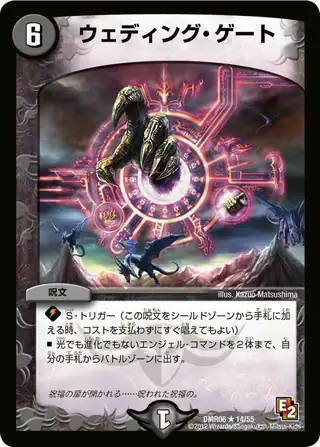 6
ウェディング・ゲート
illus. Kazuo-Matsushima
呪文
S・トリガー(この呪文をシールドゾーンから手札に加
える時、コストを支払わずにすぐ唱えてもよい)
■ 光でも進化でもないエンジェル・コマンドを2体まで、自
分の手札からバトルゾーンに出す。
祝福の扉が開かれる……呪われた祝福の。
DMR06 ★ 14/55
©2012 Wizards/Shogakukan/Mitsui-Kids
E2